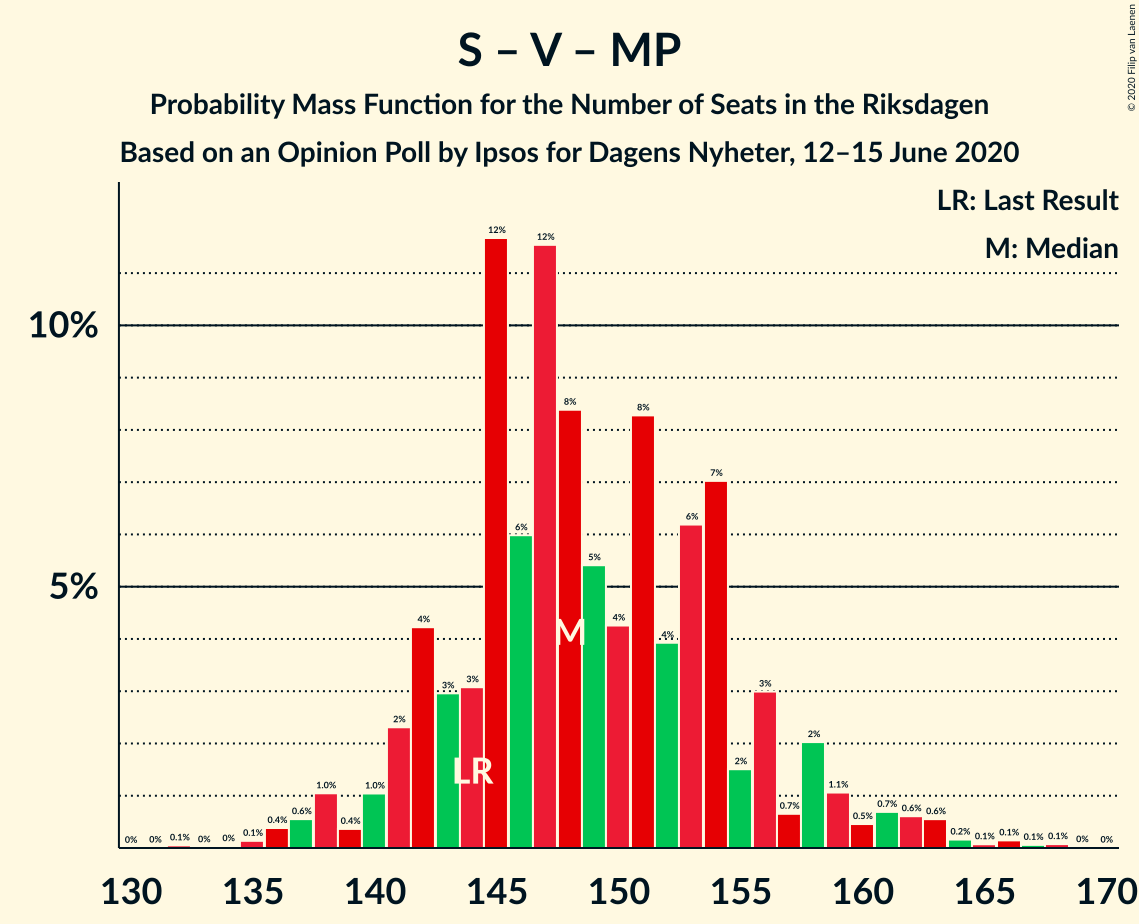 S – V – MP
Probability Mass Function for the Number of Seats in the Riksdagen
Based on an Opinion Poll by Ipsos for Dagens Nyheter, 12–15 June 2020
© 2020 Filip van Laenen
LR: Last Result
M: Median
10%
5%
0% 0% 0.1% 0% 0% 0.1% 0.4% 0.6% 1.0% 0.4% 1.0% 2% 4% 3% 3% 12% 6% 12% 8% 5% 4% 8% 4% 6% 7% 2% 3% 0.7% 2% 1.1% 0.5% 0.7% 0.6% 0.6% 0.2% 0.1% 0.1% 0.1% 0.1% 0% 0%
M
LR
130 135 140 145 150 155 160 165 170